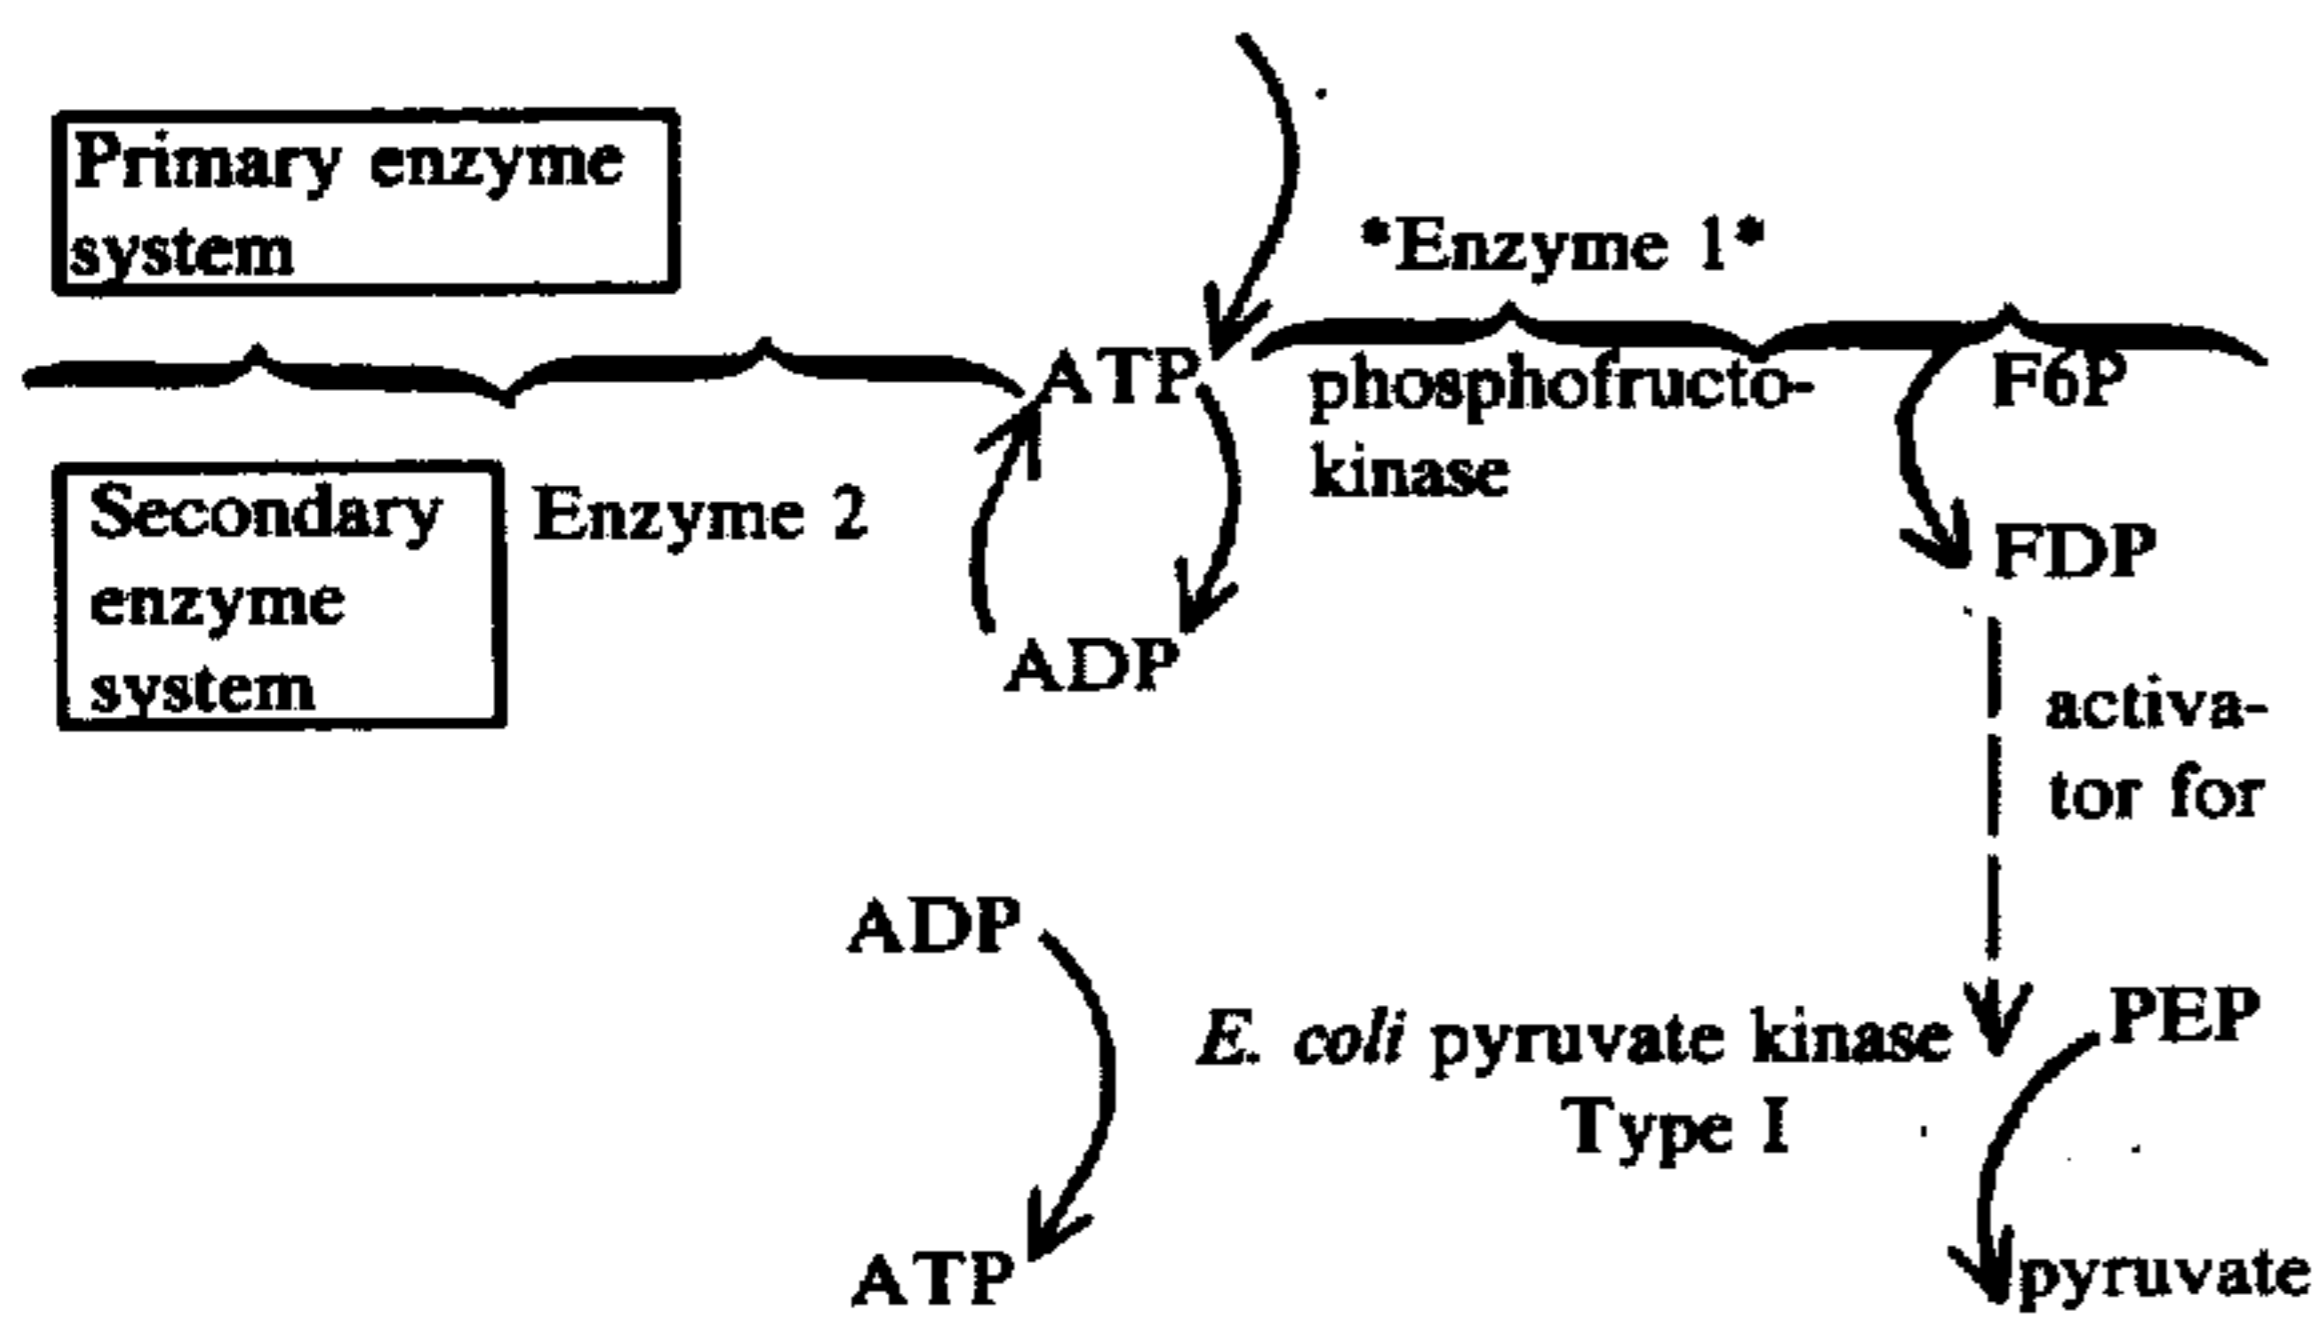 Primary enzyme
system
*Enzyme 1*
ATP
phosphofructo-
kinase
F6P
Secondary
enzyme
system
Enzyme 2
FDP
ADP
activa-
tor for
ADP
E. coli pyruvate kinase
Type I
PEP
ATP
pyruvate